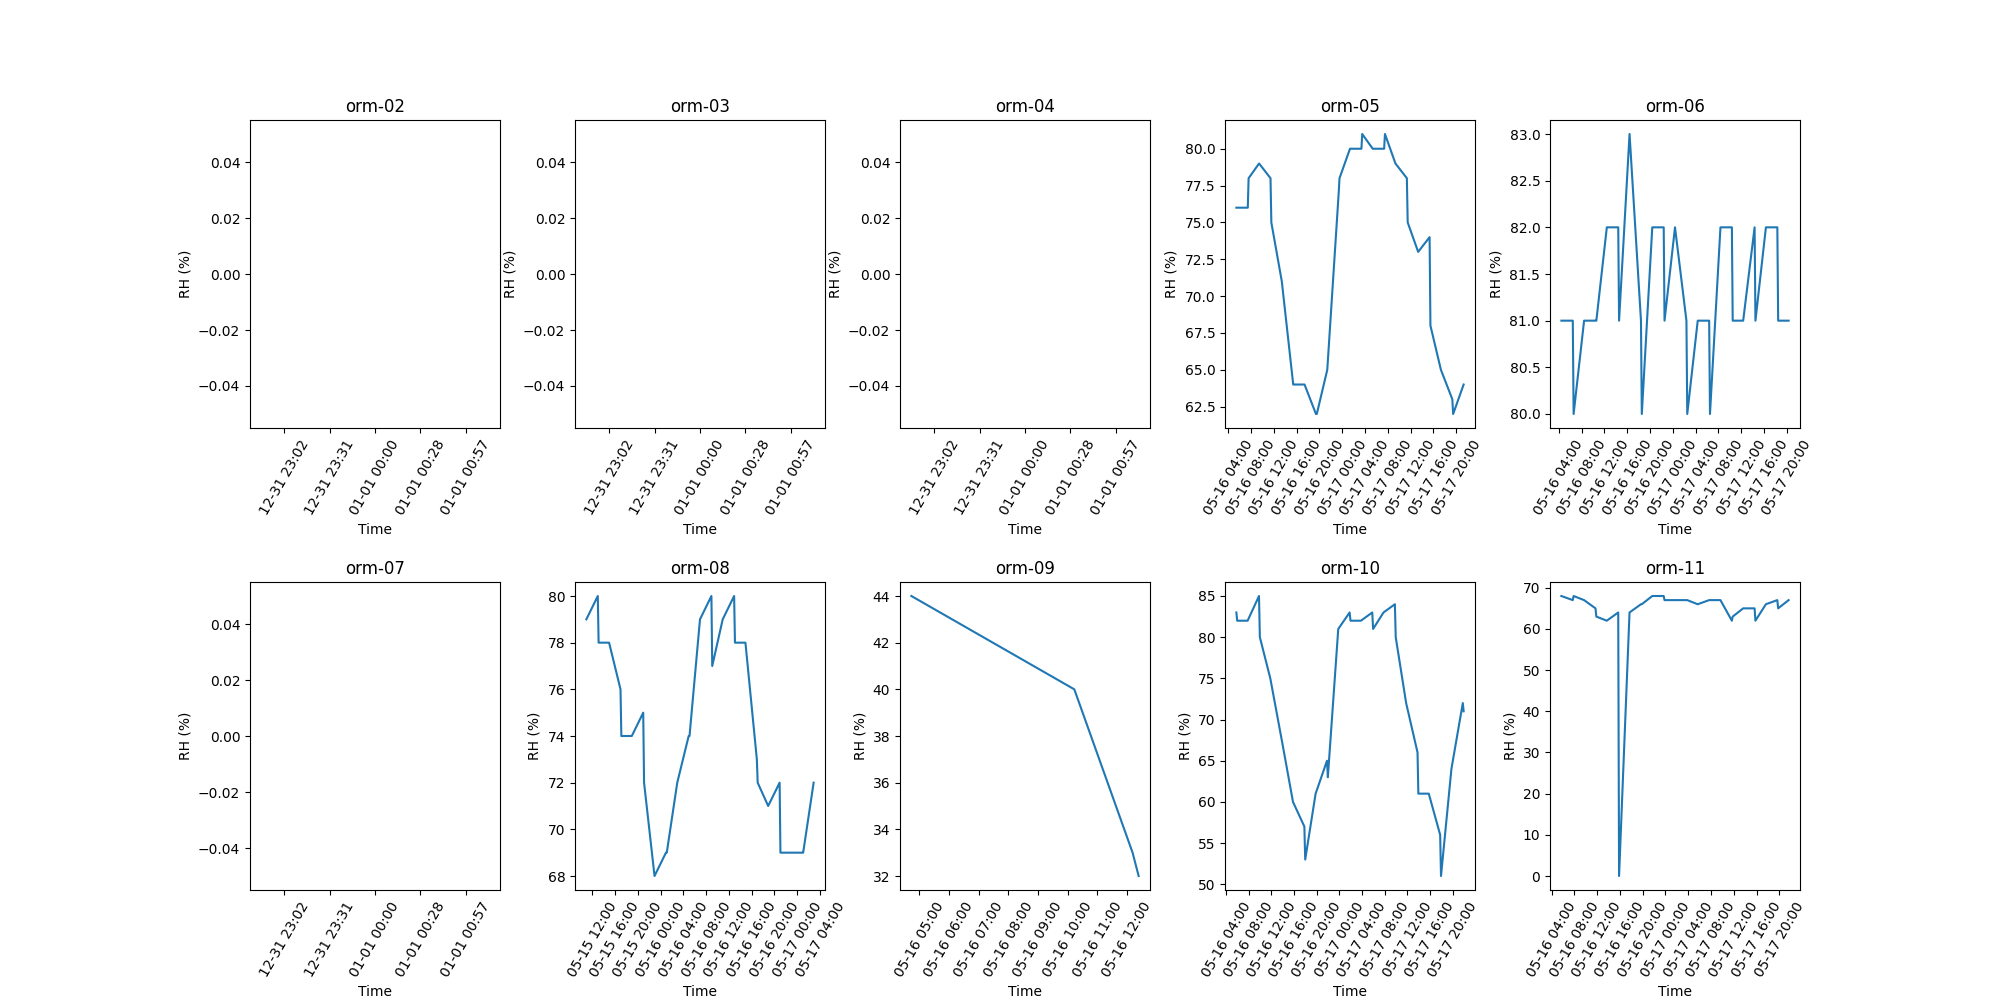 orm-02 orm-03 orm-04 orm-05 orm-06
RH (%) RH (%) RH (%) RH (%) RH (%)
0.04 0.04 0.04 80.0 83.0
0.02 0.02 0.02 77.5 82.5
0.00 0.00 0.00 75.0 82.0
−0.02 −0.02 −0.02 72.5 81.5
−0.04 −0.04 −0.04 70.0 81.0
67.5 80.5
65.0 80.0
62.5
12-31 23:02 12-31 23:31 01-01 00:00 01-01 00:28 01-01 00:57
12-31 23:02 12-31 23:31 01-01 00:00 01-01 00:28 01-01 00:57
12-31 23:02 12-31 23:31 01-01 00:00 01-01 00:28 01-01 00:57
05-16 04:00 05-16 08:00 05-16 12:00 05-16 16:00 05-16 20:00 05-17 00:00 05-17 04:00 05-17 08:00 05-17 12:00 05-17 16:00 05-17 20:00
05-16 04:00 05-16 08:00 05-16 12:00 05-16 16:00 05-16 20:00 05-17 00:00 05-17 04:00 05-17 08:00 05-17 12:00 05-17 16:00 05-17 20:00
Time Time Time Time Time
orm-07 orm-08 orm-09 orm-10 orm-11
RH (%) RH (%) RH (%) RH (%) RH (%)
0.04 80 44 85 70
0.02 78 42 80 60
0.00 76 40 75 50
−0.02 74 38 70 40
−0.04 72 36 65 30
70 34 60 20
68 32 55 10
50 0
12-31 23:02 12-31 23:31 01-01 00:00 01-01 00:28 01-01 00:57
05-15 12:00 05-15 16:00 05-15 20:00 05-16 00:00 05-16 04:00 05-16 08:00 05-16 12:00 05-16 16:00 05-16 20:00 05-17 00:00 05-17 04:00
05-16 05:00 05-16 06:00 05-16 07:00 05-16 08:00 05-16 09:00 05-16 10:00 05-16 11:00 05-16 12:00
05-16 04:00 05-16 08:00 05-16 12:00 05-16 16:00 05-16 20:00 05-17 00:00 05-17 04:00 05-17 08:00 05-17 12:00 05-17 16:00 05-17 20:00
05-16 04:00 05-16 08:00 05-16 12:00 05-16 16:00 05-16 20:00 05-17 00:00 05-17 04:00 05-17 08:00 05-17 12:00 05-17 16:00 05-17 20:00
Time Time Time Time Time